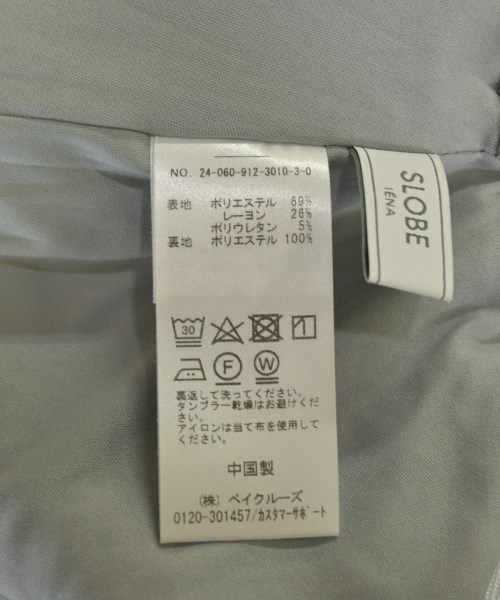 NO. 24-060-912-3010-3-0
表地 ポリエステル 69%
レーヨン 26%
ポリウレタン 5%
裏地 ポリエステル 100%
30
F W
裏返して洗ってください。
タンブラー乾燥はお避けくだ
さい。
アイロンは当て布を使用して
ください。
中国製
(株) ベイクルーズ
0120-301457/カスタマーサポート
SLOBE
IÉNA